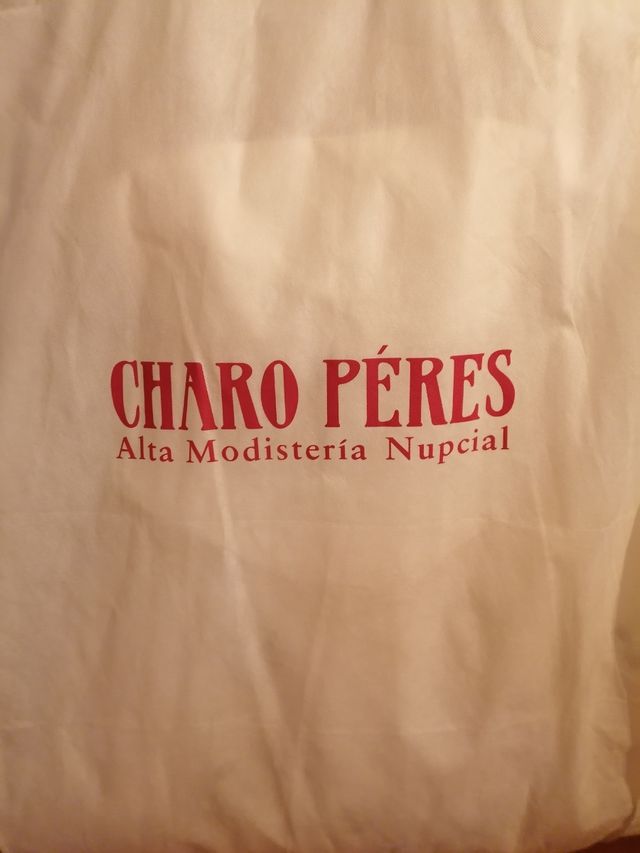 CHARO PÉRES
Alta Modistería Nupcial